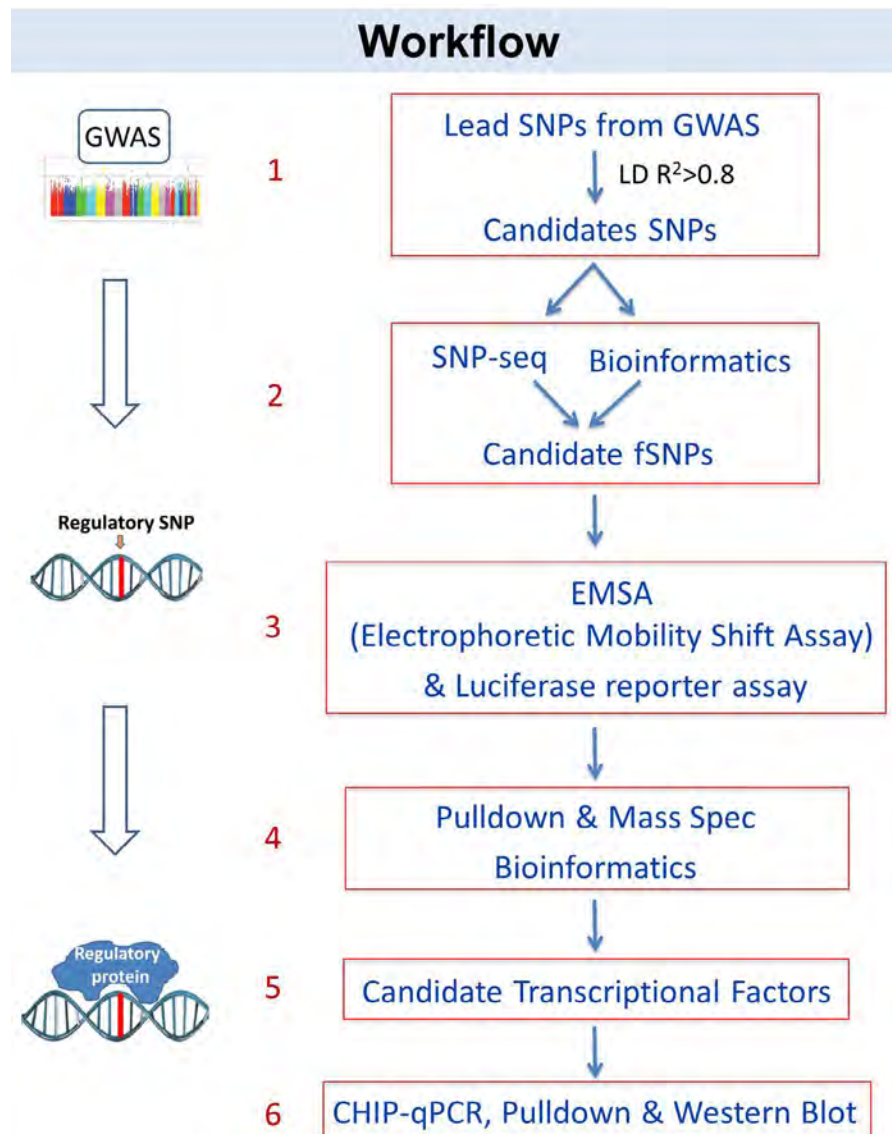 Workflow
GWAS
1
Lead SNPs from GWAS
LD R²>0.8
Candidates SNPs
2
SNP-seq
Bioinformatics
Candidate fSNPs
Regulatory SNP
3
EMSA
(Electrophoretic Mobility Shift Assay)
& Luciferase reporter assay
4
Pulldown & Mass Spec
Bioinformatics
Regulatory
protein
5
Candidate Transcriptional Factors
6
CHIP-qPCR, Pulldown & Western Blot